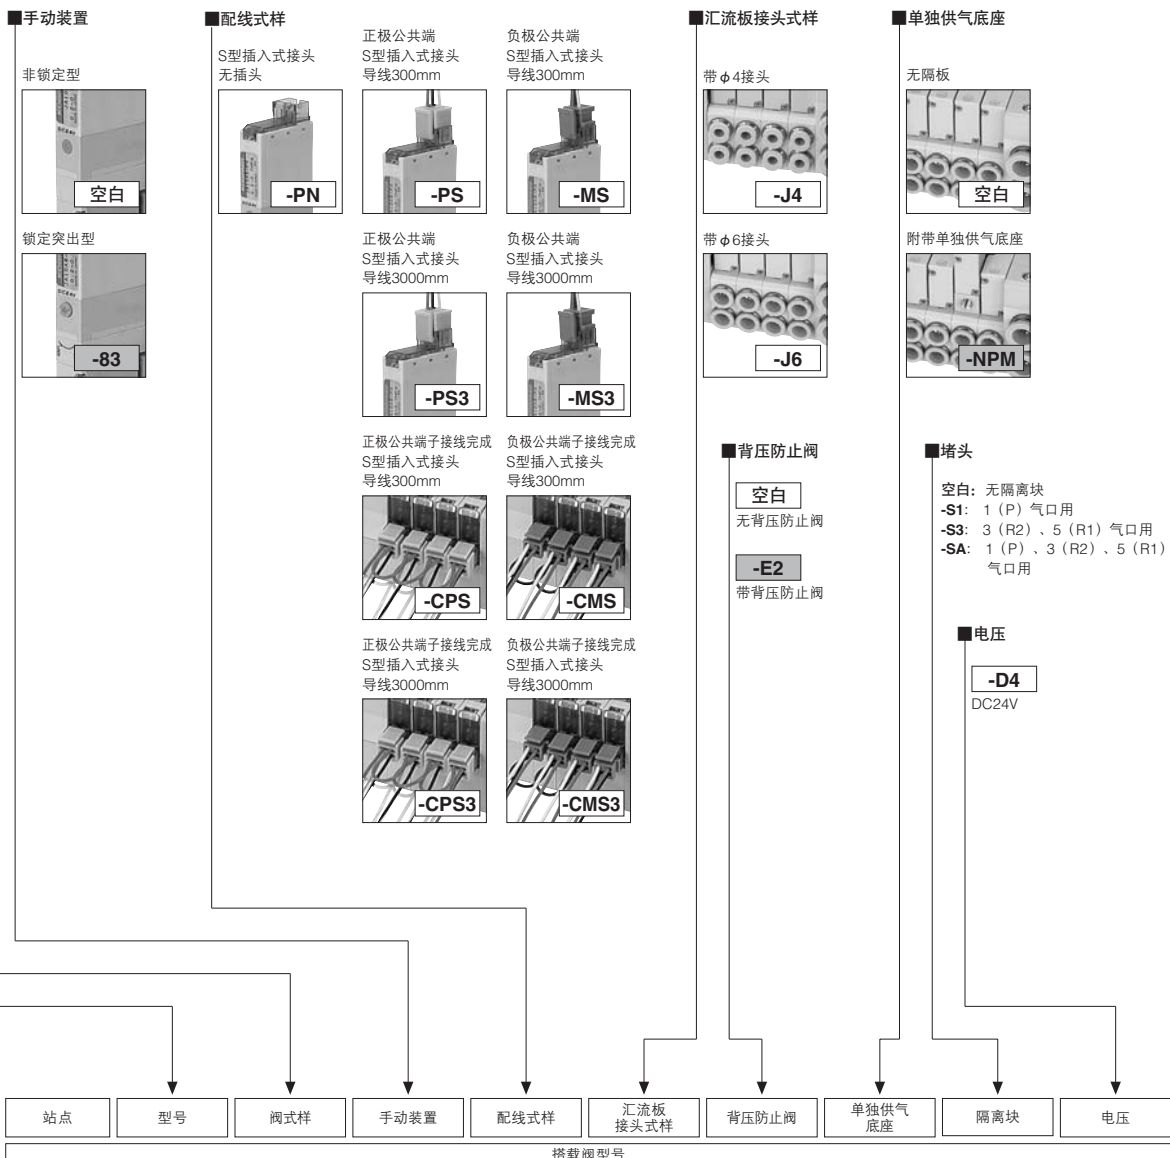 ■手动装置
非锁定型
空白
锁定突出型
-83
■配线式样
S型插入式接头
无插头
-PN
正极公共端
S型插入式接头
导线300mm
-PS
负极公共端
S型插入式接头
导线300mm
-MS
正极公共端
S型插入式接头
导线3000mm
-PS3
负极公共端
S型插入式接头
导线3000mm
-MS3
正极公共端子接线完成
S型插入式接头
导线300mm
-CPS
负极公共端子接线完成
S型插入式接头
导线300mm
-CMS
正极公共端子接线完成
S型插入式接头
导线3000mm
-CPS3
负极公共端子接线完成
S型插入式接头
导线3000mm
-CMS3
■汇流板接头式样
带φ4接头
-J4
带φ6接头
-J6
■单独供气底座
无隔板
空白
附带单独供气底座
-NPM
■背压防止阀
空白
无背压防止阀
-E2
带背压防止阀
■堵头
空白：无隔离块
-S1： 1（P）气口用
-S3： 3（R2）、5（R1）气口用
-SA： 1（P）、3（R2）、5（R1）
气口用
■电压
-D4
DC24V
站点
型号
阀式样
手动装置
配线式样
汇流板
接头式样
背压防止阀
单独供气
底座
隔离块
电压
搭载阀型号